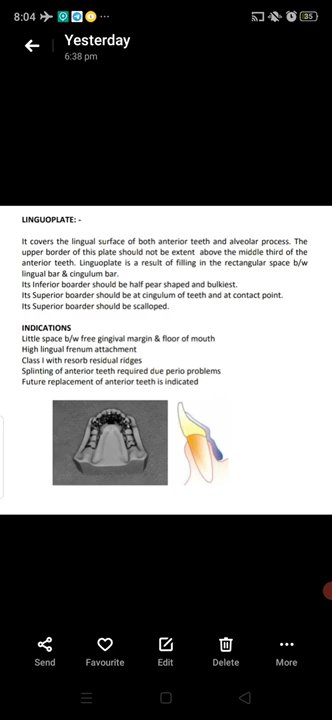 8:04
35
Yesterday
6:38 pm
LINGUOPLATE: -
It covers the lingual surface of both anterior teeth and alveolar process. The
upper border of this plate should not be extent above the middle third of the
anterior teeth. Linguoplate is a result of filling in the rectangular space b/w
lingual bar & cingulum bar.
Its Inferior boarder should be half pear shaped and bulkiest.
Its Superior boarder should be at cingulum of teeth and at contact point.
Its Superior boarder should be scalloped.
INDICATIONS
Little space b/w free gingival margin & floor of mouth
High lingual frenum attachment
Class I with resorb residual ridges
Splinting of anterior teeth required due perio problems
Future replacement of anterior teeth is indicated
Send
Favourite
Edit
Delete
More